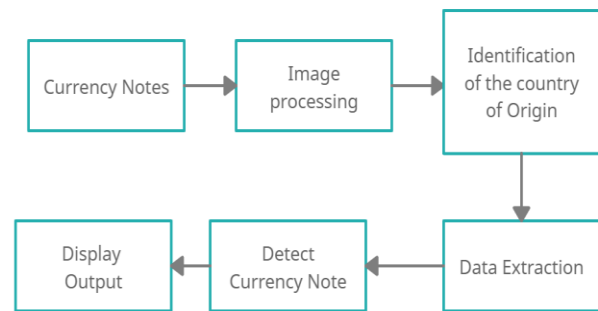 Currency Notes
Image
processing
Identification
of the country
of Origin
Data Extraction
Detect
Currency Note
Display
Output